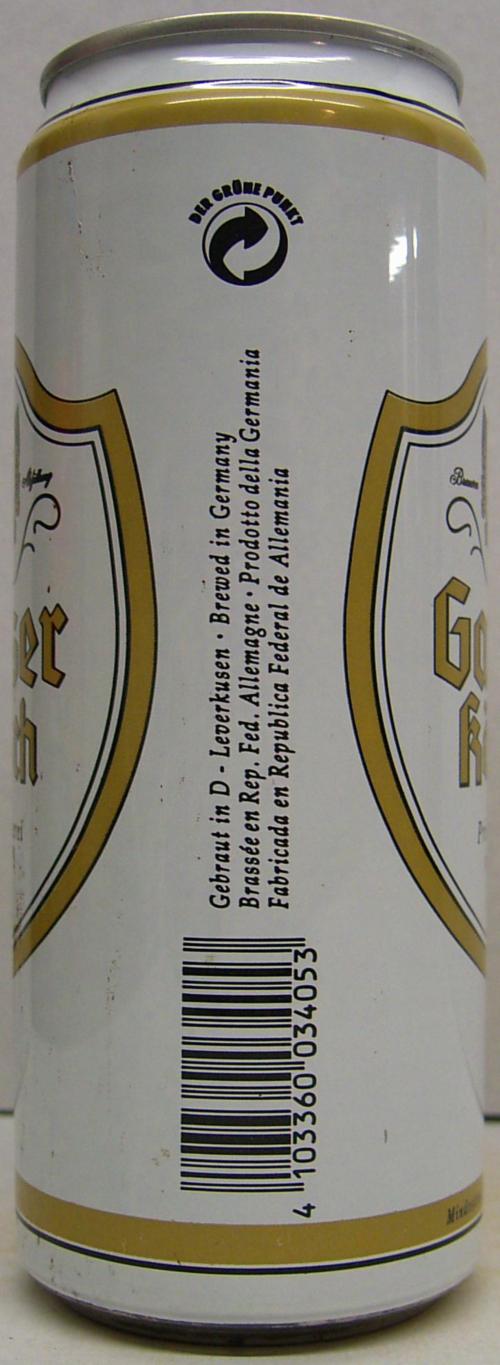 DER GRÜNE PUNKT
Gebraut in D - Leverkusen · Brewed in Germany
Brassée en Rep. Fed. Allemagne · Prodotto della Germania
Fabricada en Republica Federal de Allemania
4 103360 034053